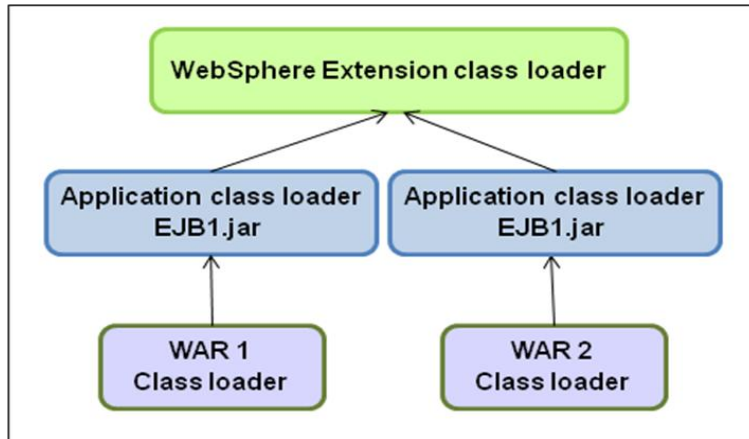 WebSphere Extension class loader
Application class loader
EJB1.jar
Application class loader
EJB1.jar
WAR 1
Class loader
WAR 2
Class loader